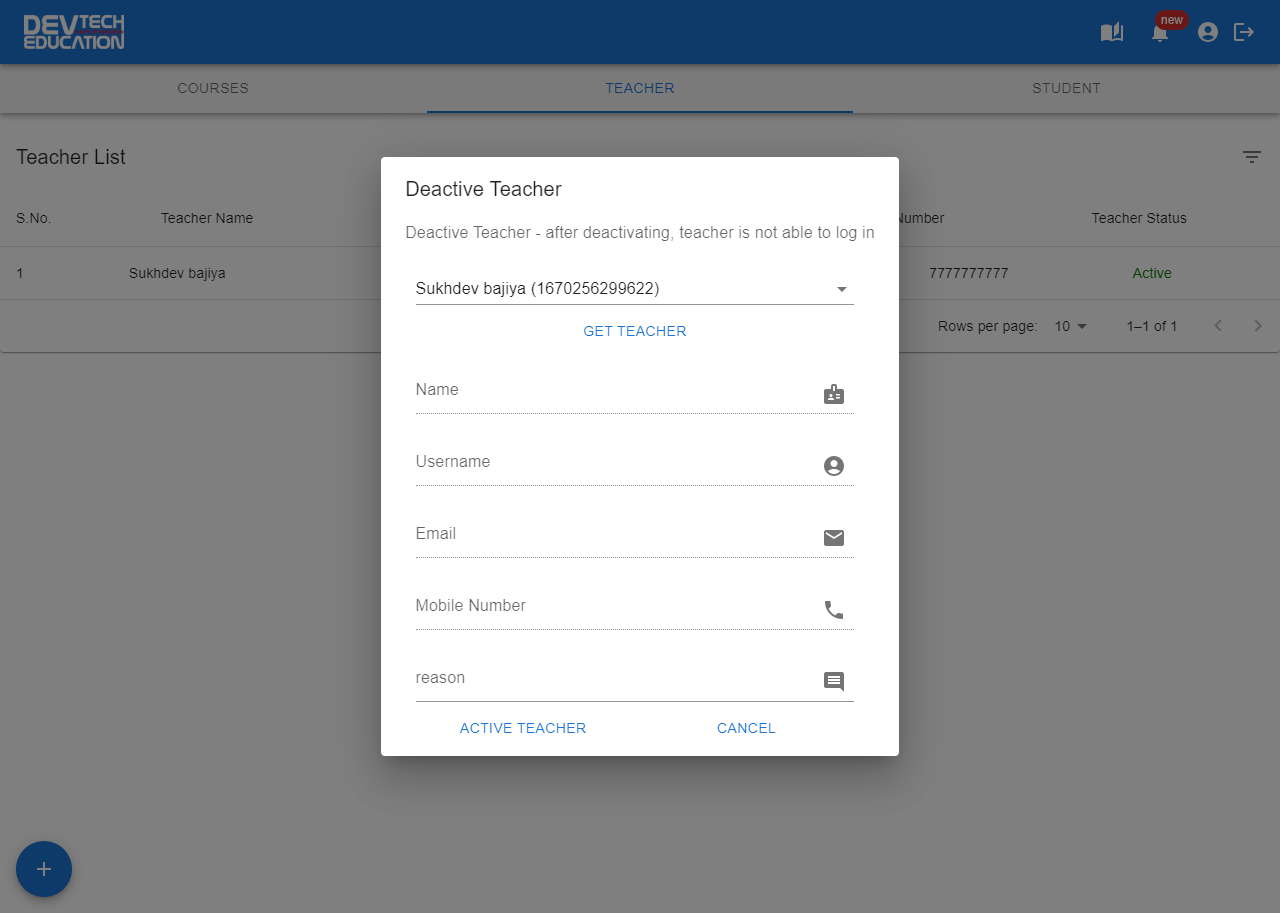 DEVTECH
EDUCATION
new
COURSES
TEACHER
STUDENT
Teacher List
S.No.
Teacher Name
Number
Teacher Status
1
Sukhdev bajiya
7777777777
Active
Rows per page:
10
1–1 of 1
Deactive Teacher
Deactive Teacher - after deactivating, teacher is not able to log in
Sukhdev bajiya (1670256299622)
GET TEACHER
Name
Username
Email
Mobile Number
reason
ACTIVE TEACHER
CANCEL